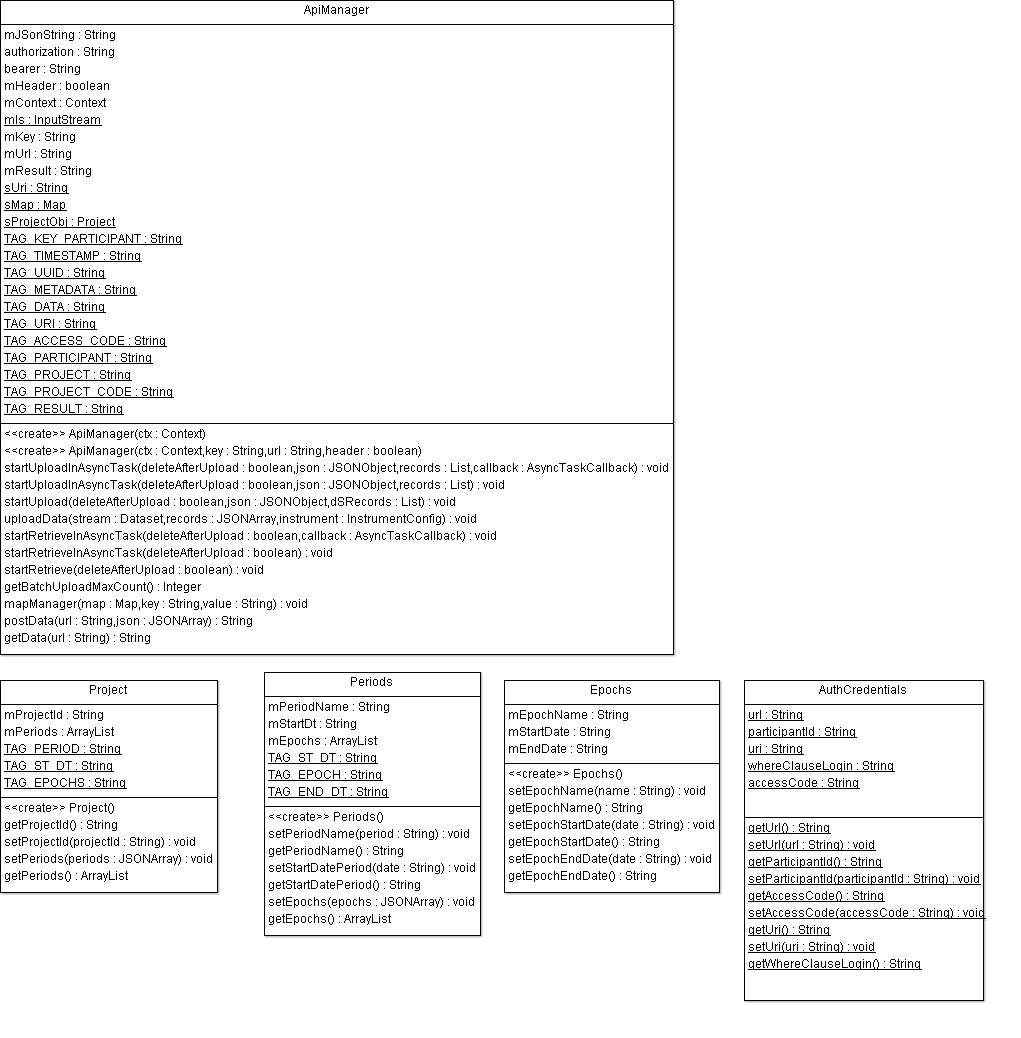 ApiManager
mJSonString : String
authorization : String
bearer : String
mHeader : boolean
mContext : Context
mIs : InputStream
mKey : String
mUrl : String
mResult : String
sUri : String
sMap : Map
sProjectObj : Project
TAG_KEY_PARTICIPANT : String
TAG_TIMESTAMP : String
TAG_UUID : String
TAG_METADATA : String
TAG_DATA : String
TAG_URI : String
TAG_ACCESS_CODE : String
TAG_PARTICIPANT : String
TAG_PROJECT : String
TAG_PROJECT_CODE : String
TAG_RESULT : String
<<create>> ApiManager(ctx : Context)
<<create>> ApiManager(ctx : Context,key : String,url : String,header : boolean)
startUploadInAsyncTask(deleteAfterUpload : boolean,json : JSONObject,records : List,callback : AsyncTaskCallback) : void
startUploadInAsyncTask(deleteAfterUpload : boolean,json : JSONObject,records : List) : void
startUpload(deleteAfterUpload : boolean,json : JSONObject,dSRecords : List) : void
uploadData(stream : Dataset,records : JSONArray,instrument : InstrumentConfig) : void
startRetrieveInAsyncTask(deleteAfterUpload : boolean,callback : AsyncTaskCallback) : void
startRetrieveInAsyncTask(deleteAfterUpload : boolean) : void
startRetrieve(deleteAfterUpload : boolean) : void
getBatchUploadMaxCount() : Integer
mapManager(map : Map,key : String,value : String) : void
postData(url : String,json : JSONArray) : String
getData(url : String) : String
Project
mProjectId : String
mPeriods : ArrayList
TAG_PERIOD : String
TAG_ST_DT : String
TAG_EPOCHS : String
<<create>> Project()
getProjectId() : String
setProjectId(projectId : String) : void
setPeriods(periods : JSONArray) : void
getPeriods() : ArrayList
Periods
mPeriodName : String
mStartDt : String
mEpochs : ArrayList
TAG_ST_DT : String
TAG_EPOCH : String
TAG_END_DT : String
<<create>> Periods()
setPeriodName(period : String) : void
getPeriodName() : String
setStartDatePeriod(date : String) : void
getStartDatePeriod() : String
setEpochs(epochs : JSONArray) : void
getEpochs() : ArrayList
Epochs
mEpochName : String
mStartDate : String
mEndDate : String
<<create>> Epochs()
setEpochName(name : String) : void
getEpochName() : String
setEpochStartDate(date : String) : void
getEpochStartDate() : String
setEpochEndDate(date : String) : void
getEpochEndDate() : String
AuthCredentials
url : String
participantId : String
uri : String
whereClauseLogin : String
accessCode : String
getUrl() : String
setUrl(url : String) : void
getParticipantId() : String
setParticipantId(participantId : String) : void
getAccessCode() : String
setAccessCode(accessCode : String) : void
getUri() : String
setUri(uri : String) : void
getWhereClauseLogin() : String